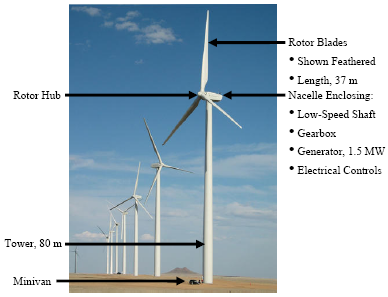 Rotor Blades
• Shown Feathered
• Length, 37 m
Rotor Hub
Nacelle Enclosing:
• Low-Speed Shaft
• Gearbox
• Generator, 1.5 MW
• Electrical Controls
Tower, 80 m
Minivan